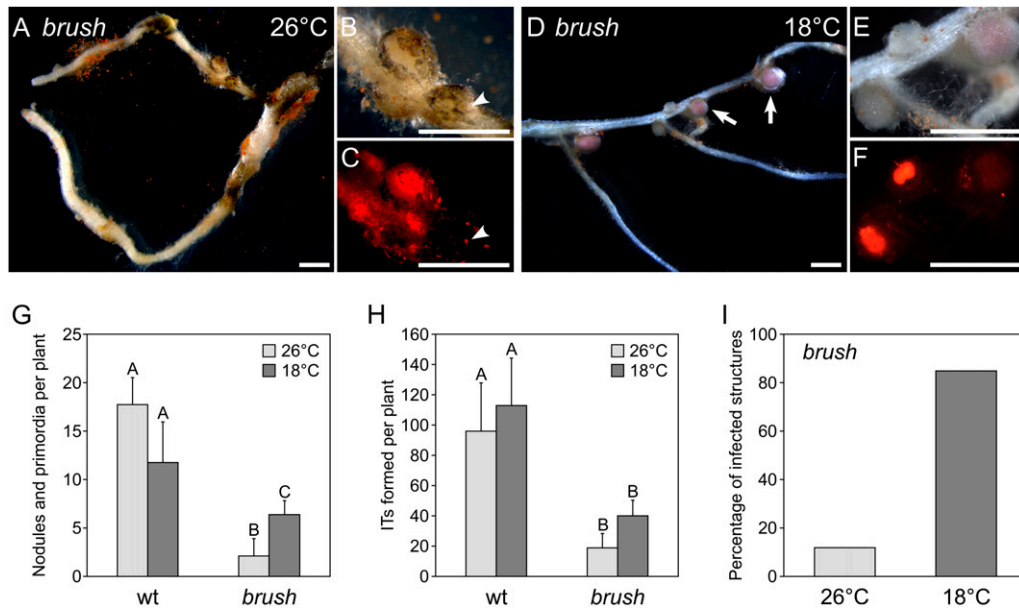 A brush 26°C
B
C
D brush 18°C
E
F
G
Nodules and primordia per plant
25
20
15
10
5
0
26°C
18°C
A
A
B
C
wt brush
H
ITs formed per plant
160
140
120
100
80
60
40
20
0
26°C
18°C
A
A
B
B
wt brush
I
Percentage of infected structures
100
80
60
40
20
0
brush
26°C 18°C